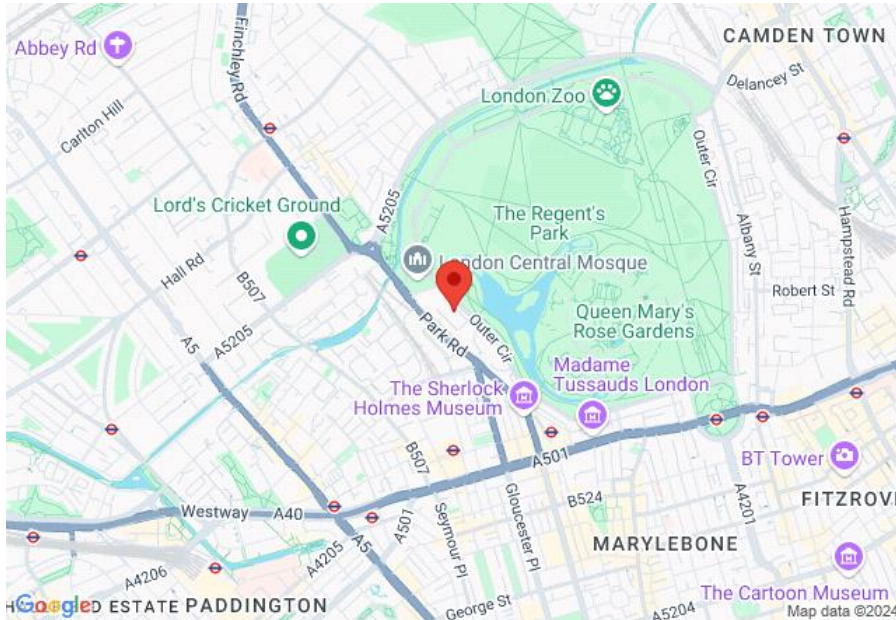 Abbey Rd
Finchley Rd
CAMDEN TOWN
Delancey St
Carlton Hill
London Zoo
Outer Cir
Lord's Cricket Ground
A5205
The Regent's
Park
Albany St
Hampstead Rd
Hall Rd
B507
London Central Mosque
Robert St
A5205
A5
Park Rd
Outer Cir
Queen Mary's
Rose Gardens
Madame
Tussauds London
The Sherlock
Holmes Museum
B507
A501
BT Tower
Westway
A40
A501
Seymour Pl
Gloucester Pl
B524
A4201
FITZROV
A4205
A5
MARYLEBONE
A4206
The Cartoon Museum
Google
D ESTATE
PADDINGTON
George St
A5204
Map data ©2024